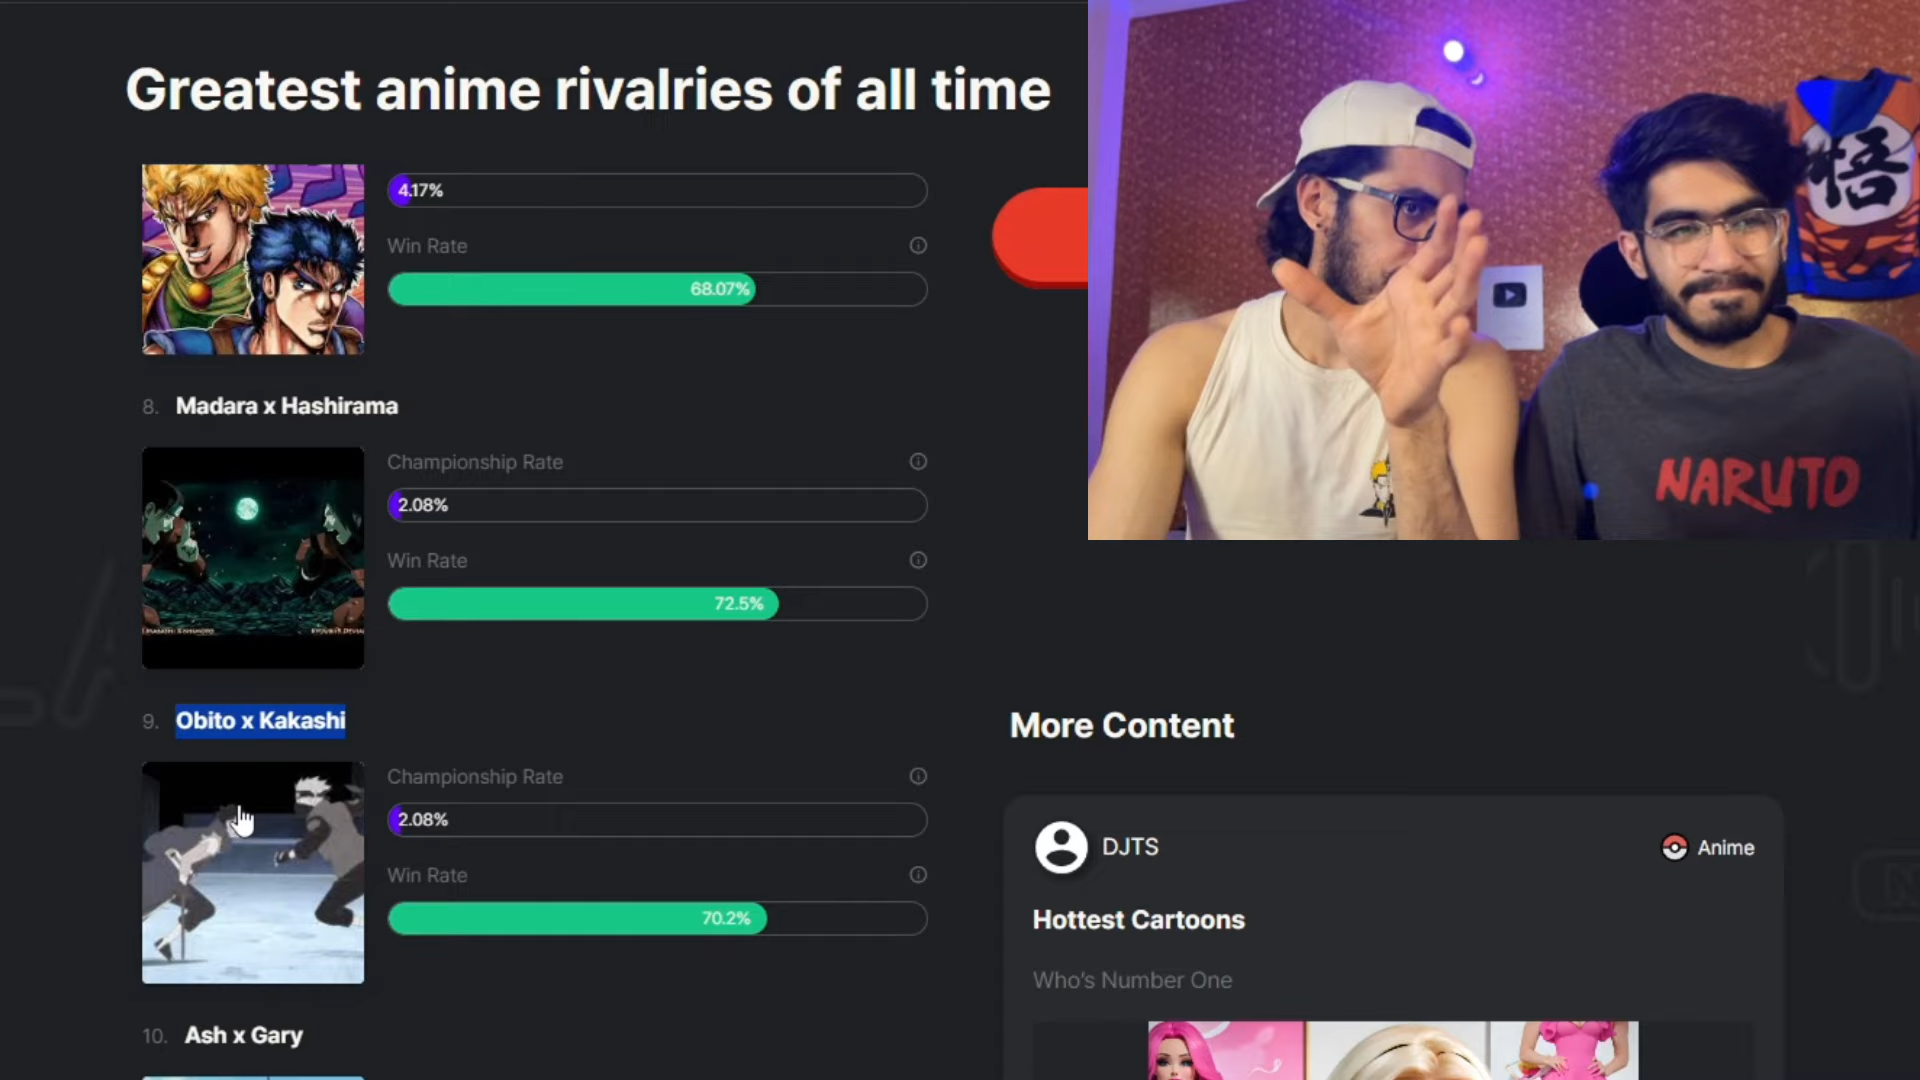 Greatest anime rivalries of all time
4.17%
Win Rate
68.07%
8. Madara x Hashirama
Championship Rate
2.08%
Win Rate
72.5%
9. Obito x Kakashi
Championship Rate
2.08%
Win Rate
70.2%
10. Ash x Gary
悟
NARUTO
More Content
DJTS
Anime
Hottest Cartoons
Who's Number One